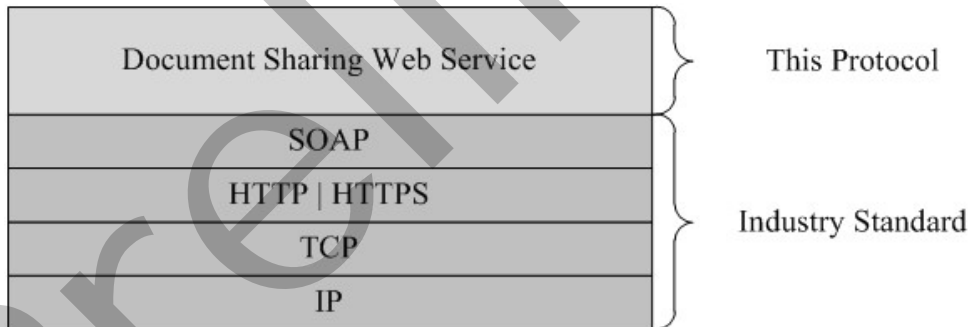 Document Sharing Web Service
This Protocol
SOAP
HTTP | HTTPS
TCP
IP
Industry Standard